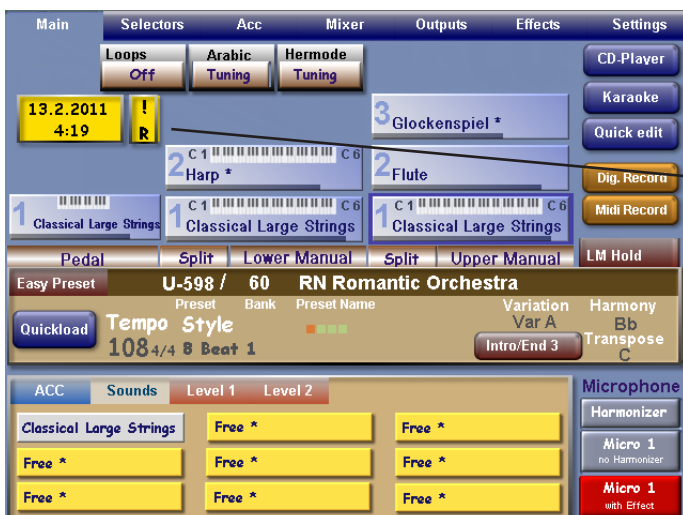 Main Selectors Acc Mixer Outputs Effects Settings
Loops Off
Arabic Tuning
Hermode Tuning
CD-Player
Karaoke
Quick edit
Dig. Record
Midi Record
LM Hold
13.2.2011
4:19
!
R
3 Glockenspiel *
2 C 1 C 6
Harp *
2 Flute
1 Classical Large Strings
1 C 1 C 6
Classical Large Strings
1 C 1 C 6
Classical Large Strings
Pedal Split Lower Manual Split Upper Manual
Easy Preset U-598 / 60 RN Romantic Orchestra
Preset Bank Preset Name Variation Harmony
Quickload Tempo Style Var A Bb
108 4/4 8 Beat 1 Intro/End 3 Transpose
C
ACC Sounds Level 1 Level 2
Classical Large Strings Free * Free *
Free * Free * Free *
Free * Free * Free *
Microphone
Harmonizer
Micro 1
no Harmonizer
Micro 1
with Effect